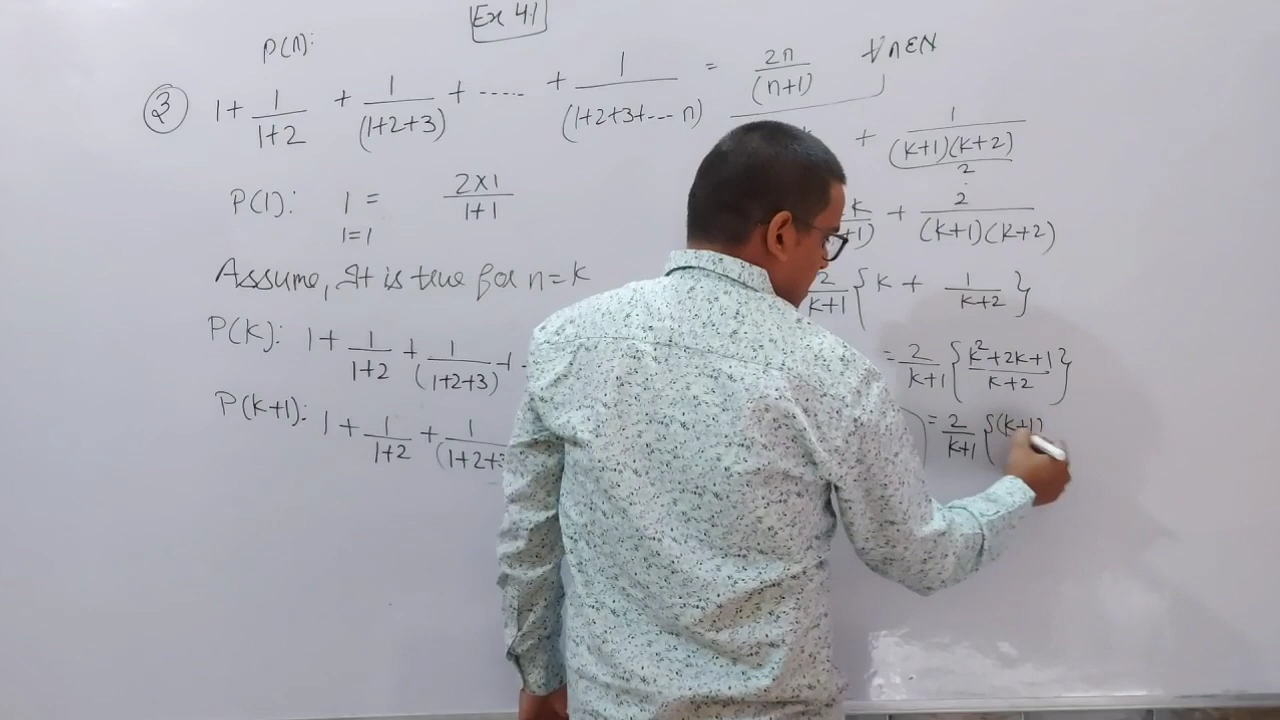 Ex 4.1
P(n):
③ 1 + 1/(1+2) + 1/(1+2+3) + ..... + 1/(1+2+3+---n) = 2n/(n+1) ∀ n∈N
+ 1/((k+1)(k+2)/2)
P(1): 1 = 2×1/1+1
1=1
k/+1) + 2/(k+1)(k+2)
Assume, It is true for n=k
2/k+1 {k + 1/k+2}
P(k): 1 + 1/1+2 + 1/(1+2+3) +
= 2/k+1 {k²+2k+1/k+2}
P(k+1): 1 + 1/1+2 + 1/(1+2+3
) = 2/k+1 {(k+1)